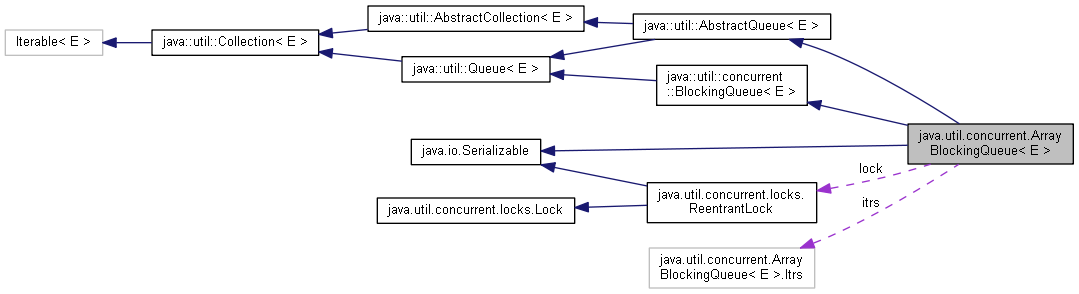 java::util::AbstractCollection< E >
java::util::AbstractQueue< E >
Iterable< E >
java::util::Collection< E >
java::util::Queue< E >
java::util::concurrent
::BlockingQueue< E >
java.util.concurrent.Array
BlockingQueue< E >
java.io.Serializable
lock
java.util.concurrent.locks.
ReentrantLock
java.util.concurrent.locks.Lock
itrs
java.util.concurrent.Array
BlockingQueue< E >.Itrs